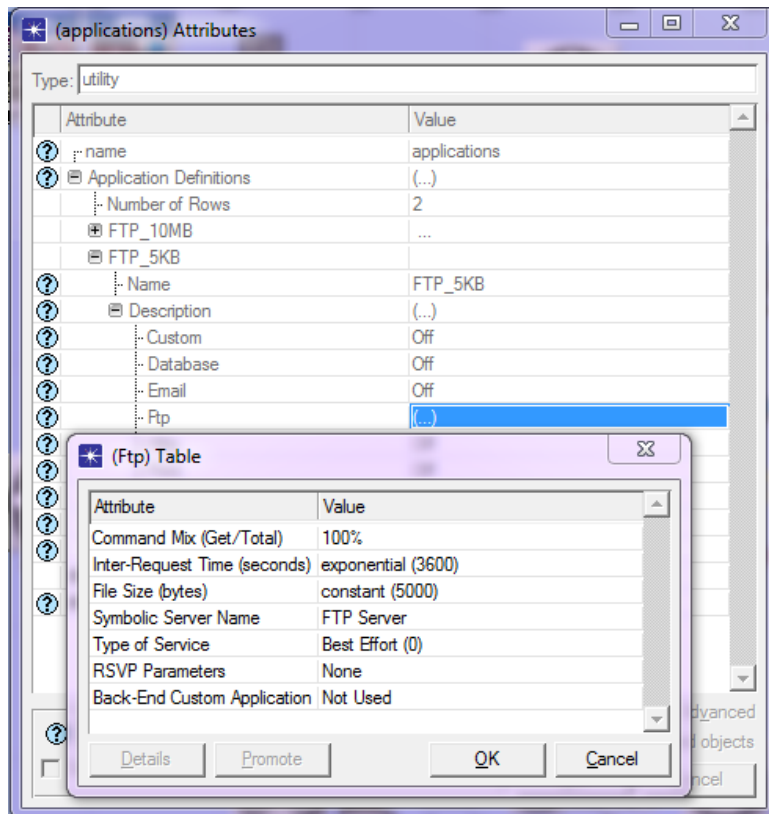 (applications) Attributes
Type: utility
Attribute Value
name applications
Application Definitions (...)
Number of Rows 2
FTP_10MB ...
FTP_5KB
Name FTP_5KB
Description (...)
Custom Off
Database Off
Email Off
Ftp (...)
(Ftp) Table
Attribute Value
Command Mix (Get/Total) 100%
Inter-Request Time (seconds) exponential (3600)
File Size (bytes) constant (5000)
Symbolic Server Name FTP Server
Type of Service Best Effort (0)
RSVP Parameters None
Back-End Custom Application Not Used
Details Promote OK Cancel
dvanced
objects
ncel